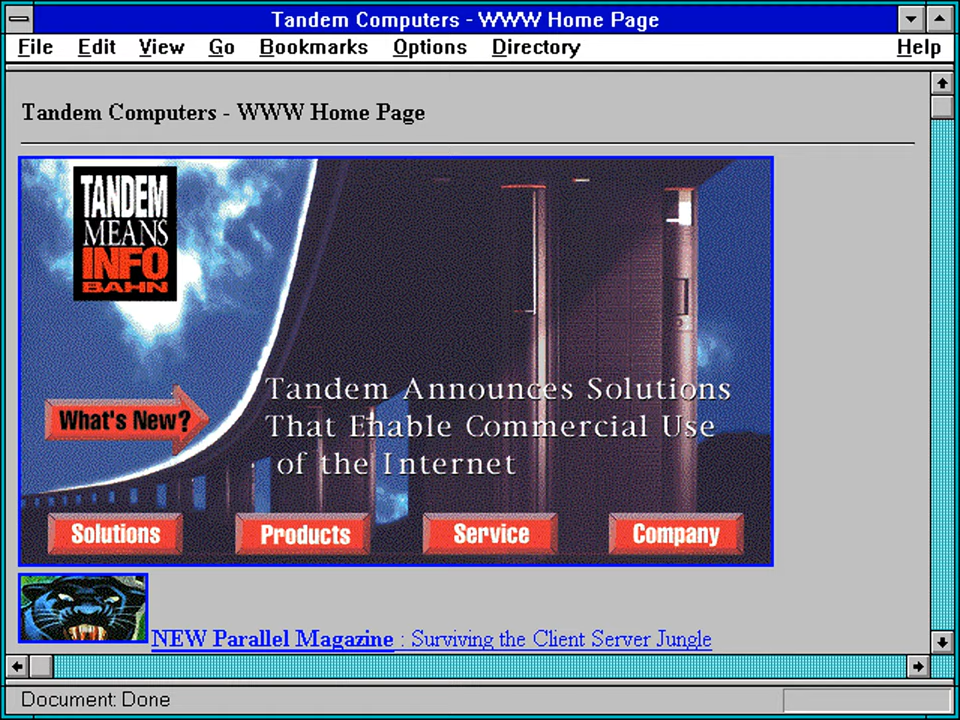 Tandem Computers - WWW Home Page
File Edit View Go Bookmarks Options Directory Help
Tandem Computers - WWW Home Page
TANDEM
MEANS
INFO
BAHN
Tandem Announces Solutions
What's New? That Enable Commercial Use
of the Internet
Solutions Products Service Company
NEW Parallel Magazine : Surviving the Client Server Jungle
Document: Done